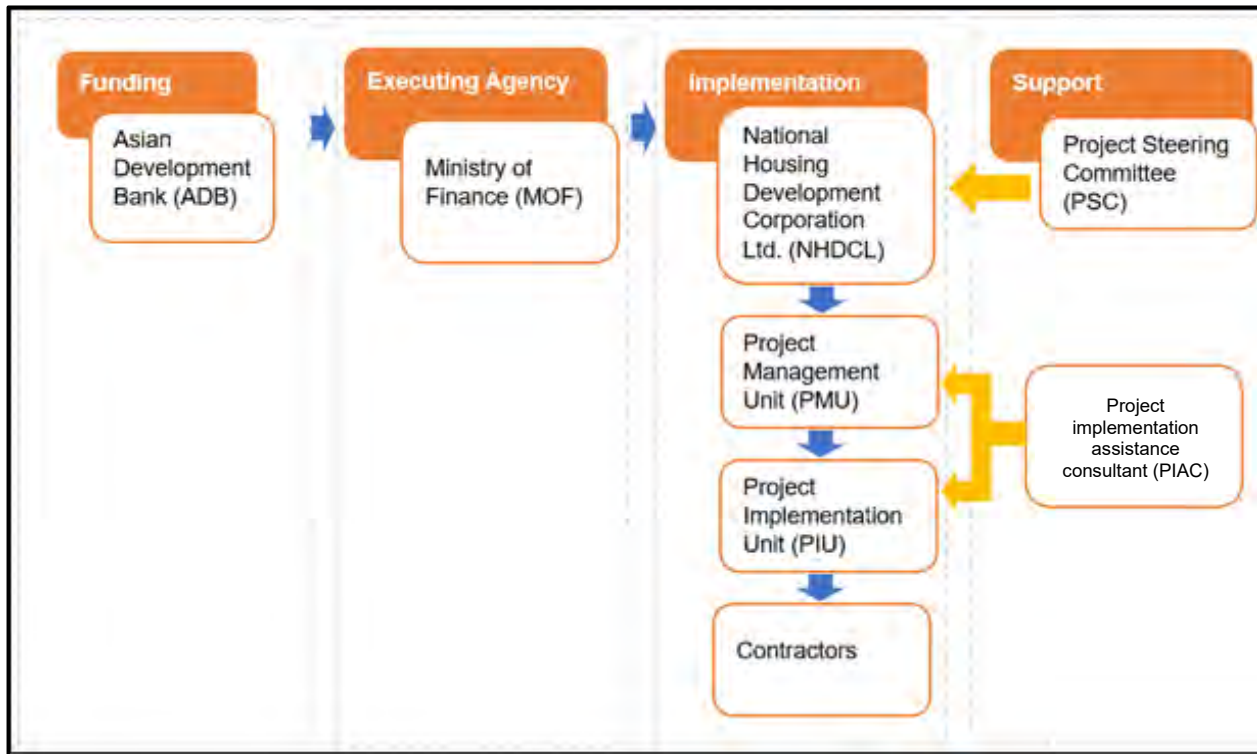 Funding
Asian
Development
Bank (ADB)
Executing Agency
Ministry of
Finance (MOF)
Implementation
National
Housing
Development
Corporation
Ltd. (NHDCL)
Project
Management
Unit (PMU)
Project
Implementation
Unit (PIU)
Contractors
Support
Project Steering
Committee
(PSC)
Project
implementation
assistance
consultant (PIAC)